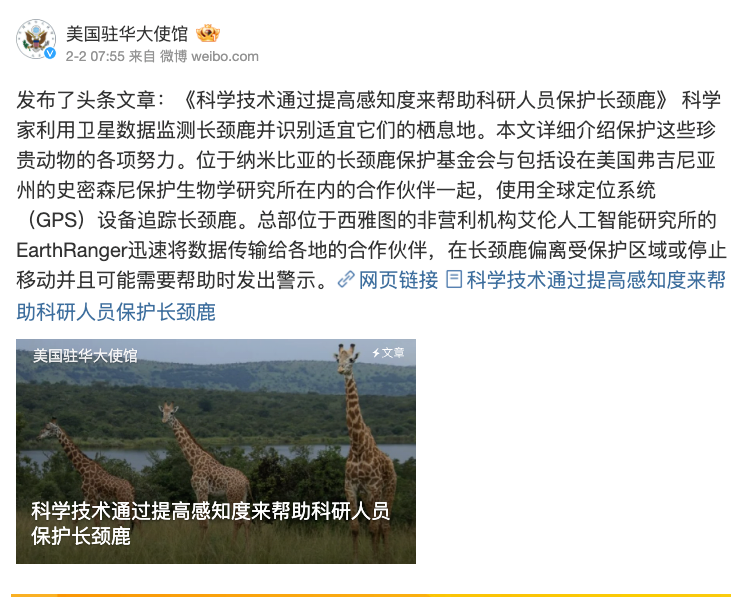 美国驻华大使馆
2-2 07:55 来自 微博 weibo.com
发布了头条文章：《科学技术通过提高感知度来帮助科研人员保护长颈鹿》 科学
家利用卫星数据监测长颈鹿并识别适宜它们的栖息地。本文详细介绍保护这些珍
贵动物的各项努力。位于纳米比亚的长颈鹿保护基金会与包括设在美国弗吉尼亚
州的史密森尼保护生物学研究所在内的合作伙伴一起，使用全球定位系统
（GPS）设备追踪长颈鹿。总部位于西雅图的非营利机构艾伦人工智能研究所的
EarthRanger迅速将数据传输给各地的合作伙伴，在长颈鹿偏离受保护区域或停止
移动并且可能需要帮助时发出警示。网页链接 科学技术通过提高感知度来帮
助科研人员保护长颈鹿
美国驻华大使馆
文章
科学技术通过提高感知度来帮助科研人员
保护长颈鹿